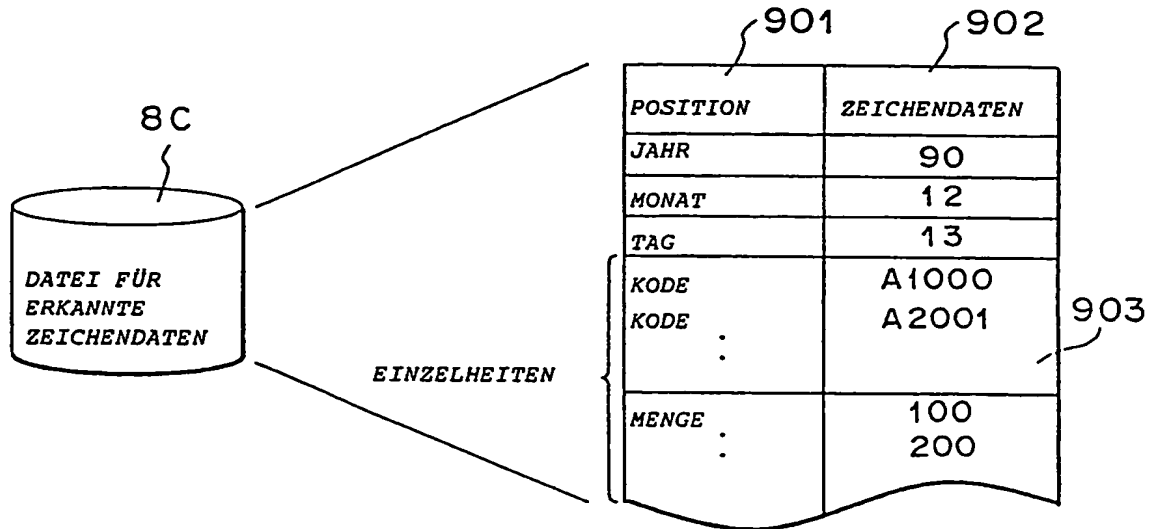 901 902
8C
POSITION ZEICHENDATEN
JAHR 90
MONAT 12
TAG 13
DATEI FÜR
ERKANNTE
ZEICHENDATEN
KODE A1000
KODE A2001
903
EINZELHEITEN
MENGE 100
200